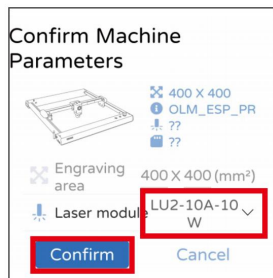 Confirm Machine
Parameters
400 X 400
OLM_ESP_PR
??
??
Engraving
area
400 X 400 (mm²)
Laser module
LU2-10A-10
W
Confirm
Cancel